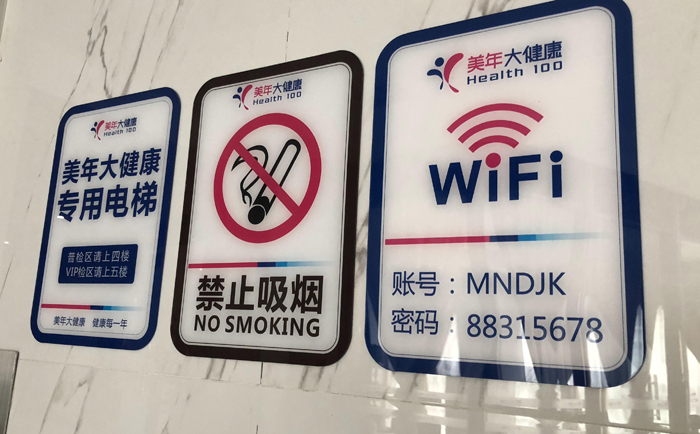 美年大健康
Health 100
美年大健康
专用电梯
普检区请上四楼
VIP检区请上五楼
美年大健康 健康每一年
美年大健康
Health 100
禁止吸烟
NO SMOKING
美年大健康
Health 100
WiFi
账号：MNDJK
密码：88315678